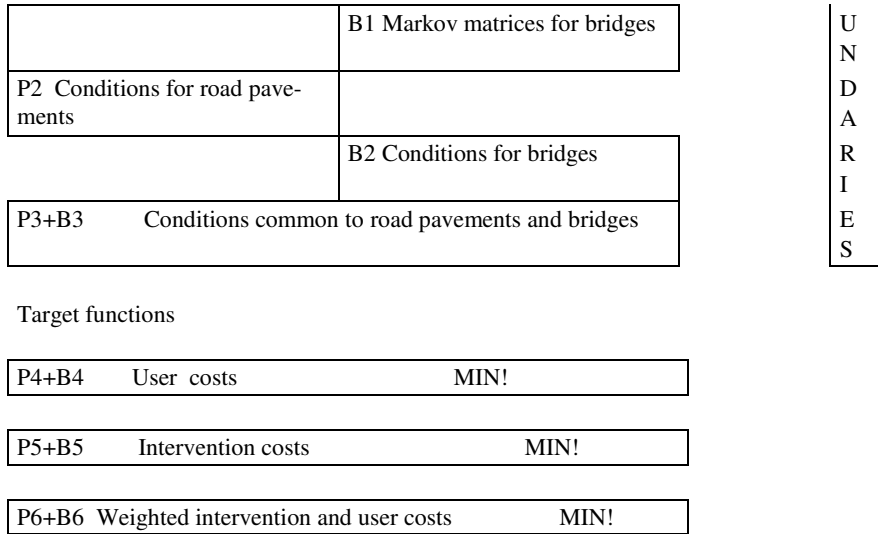 B1 Markov matrices for bridges
U
N
P2 Conditions for road pave-
ments
D
A
B2 Conditions for bridges
R
I
P3+B3 Conditions common to road pavements and bridges
E
S
Target functions
P4+B4 User costs MIN!
P5+B5 Intervention costs MIN!
P6+B6 Weighted intervention and user costs MIN!